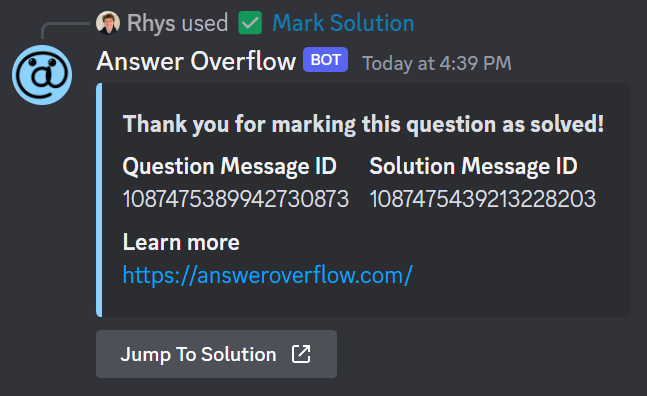 Rhys used ✅ Mark Solution
Answer Overflow BOT Today at 4:39 PM
Thank you for marking this question as solved!
Question Message ID Solution Message ID
1087475389942730873 1087475439213228203
Learn more
https://answeroverflow.com/
Jump To Solution